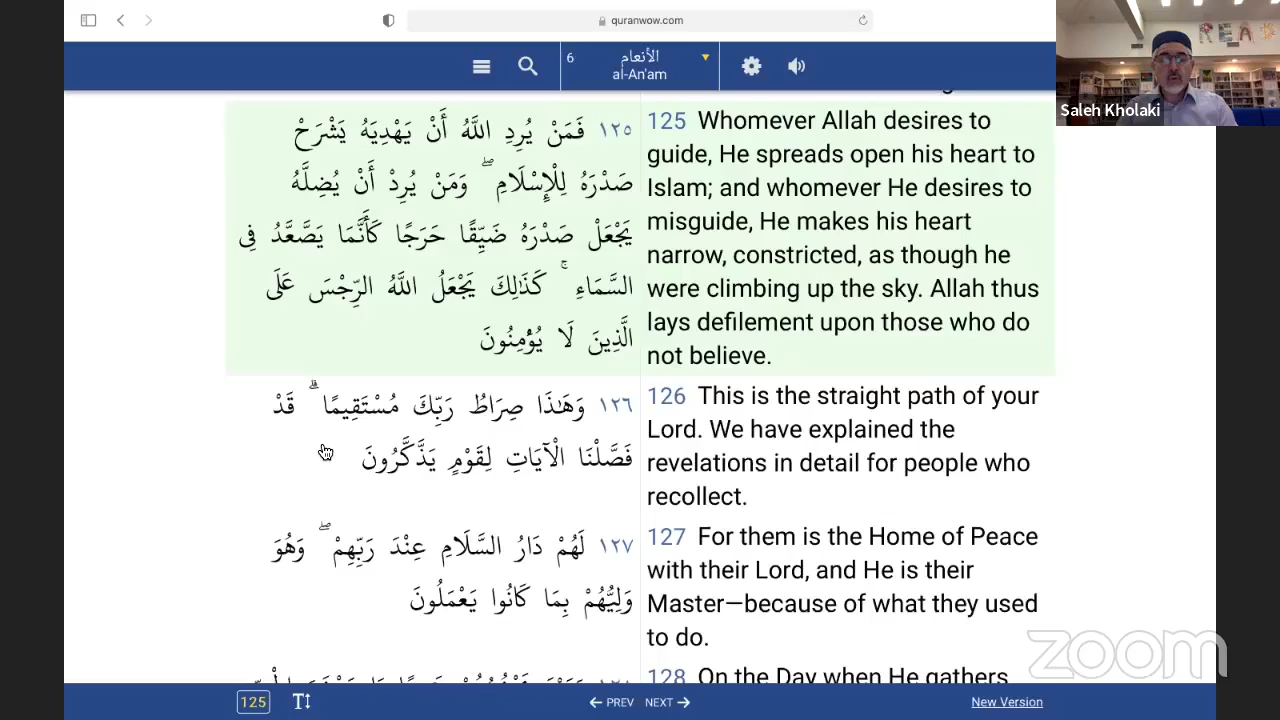 quranwow.com
6
الأنعام
al-An'am
READ
Saleh Kholaki
١٢٥ فَمَنْ يُرِدِ اللَّهُ أَنْ يَهْدِيَهُ يَشْرَحْ
صَدْرَهُ لِلْإِسْلَامِ ۖ وَمَنْ يُرِدْ أَنْ يُضِلَّهُ
يَجْعَلْ صَدْرَهُ ضَيِّقًا حَرَجًا كَأَنَّمَا يَصَّعَّدُ فِى
السَّمَاءِ ۚ كَذَٰلِكَ يَجْعَلُ اللَّهُ الرِّجْسَ عَلَى
الَّذِينَ لَا يُؤْمِنُونَ
125 Whomever Allah desires to
guide, He spreads open his heart to
Islam; and whomever He desires to
misguide, He makes his heart
narrow, constricted, as though he
were climbing up the sky. Allah thus
lays defilement upon those who do
not believe.
١٢٦ وَهَٰذَا صِرَاطُ رَبِّكَ مُسْتَقِيمًا ۗ قَدْ
فَصَّلْنَا الْآيَاتِ لِقَوْمٍ يَذَّكَّرُونَ
126 This is the straight path of your
Lord. We have explained the
revelations in detail for people who
recollect.
١٢٧ لَهُمْ دَارُ السَّلَامِ عِنْدَ رَبِّهِمْ ۖ وَهُوَ
وَلِيُّهُمْ بِمَا كَانُوا يَعْمَلُونَ
127 For them is the Home of Peace
with their Lord, and He is their
Master—because of what they used
to do.
128 On the Day when He gathers
zoom
125
T
← PREV NEXT →
New Version